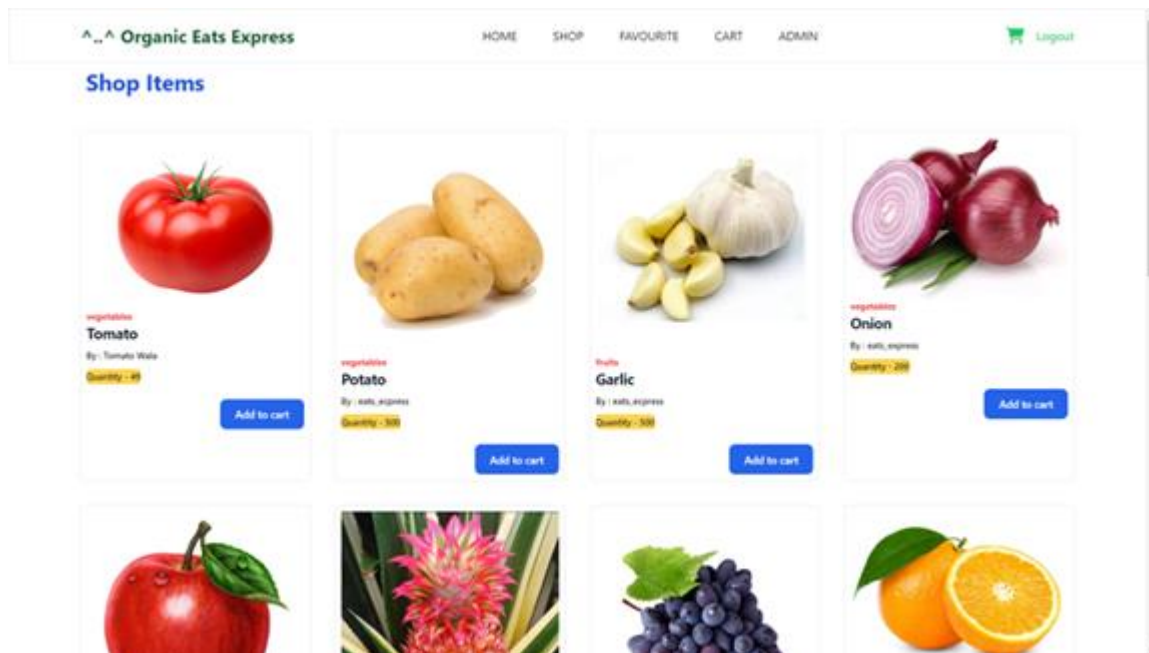 ^..^ Organic Eats Express
HOME SHOP FAVOURITE CART ADMIN
Logout
Shop Items
vegetables
Tomato
By : Tomato Wala
Quantity - 49
Add to cart
vegetables
Potato
By : eats_express
Quantity - 500
Add to cart
fruits
Garlic
By : eats_express
Quantity - 500
Add to cart
vegetables
Onion
By : eats_express
Quantity - 200
Add to cart